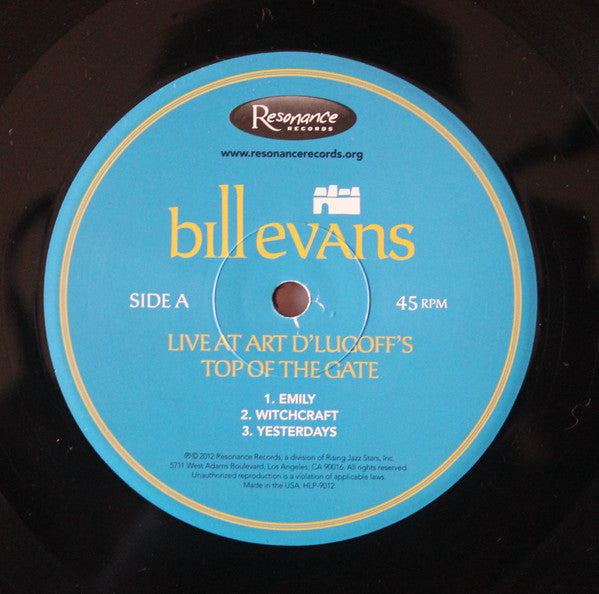 Resonance
RECORDS
www.resonancerecords.org
bill evans
SIDE A
45 RPM
LIVE AT ART D'LUGOFF'S
TOP OF THE GATE
1. EMILY
2. WITCHCRAFT
3. YESTERDAYS
℗© 2012 Resonance Records, a division of Rising Jazz Stars, Inc.
5711 West Adams Boulevard, Los Angeles, CA 90016. All rights reserved.
Unauthorized reproduction is a violation of applicable laws.
Made in the USA. HLP-9012